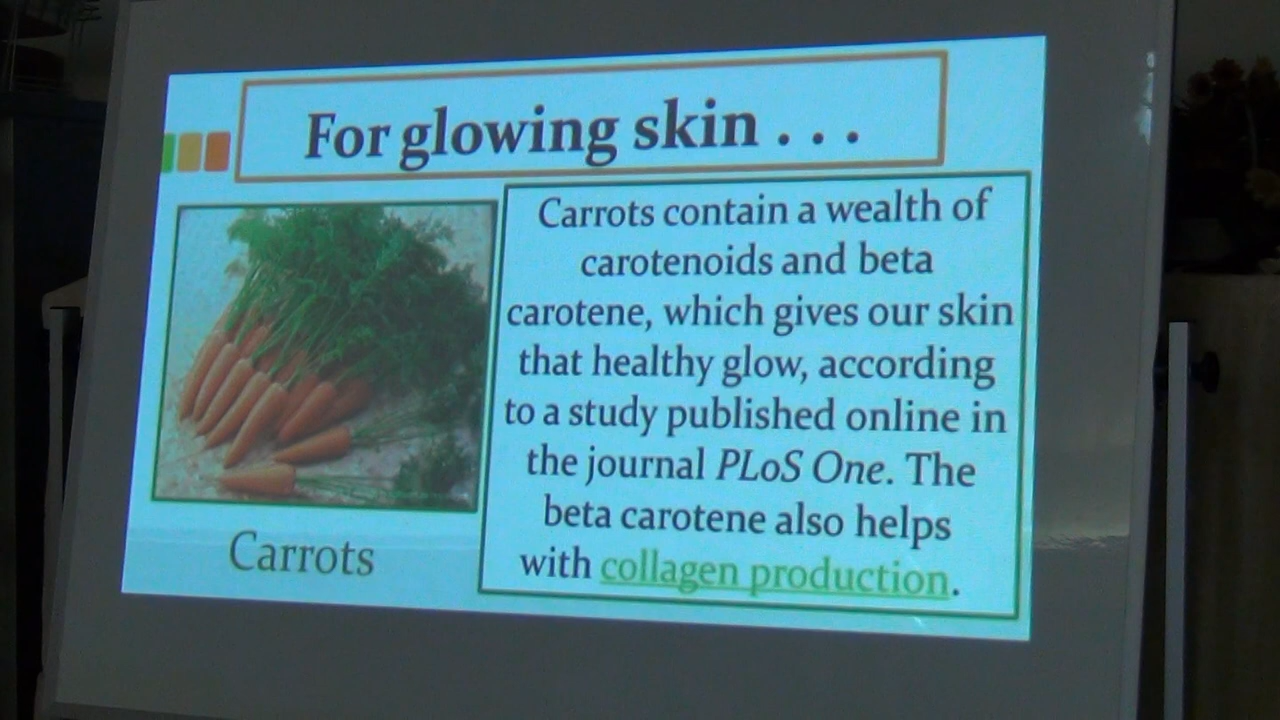 For glowing skin . . .
Carrots contain a wealth of
carotenoids and beta
carotene, which gives our skin
that healthy glow, according
to a study published online in
the journal PLoS One. The
beta carotene also helps
with collagen production.
Carrots